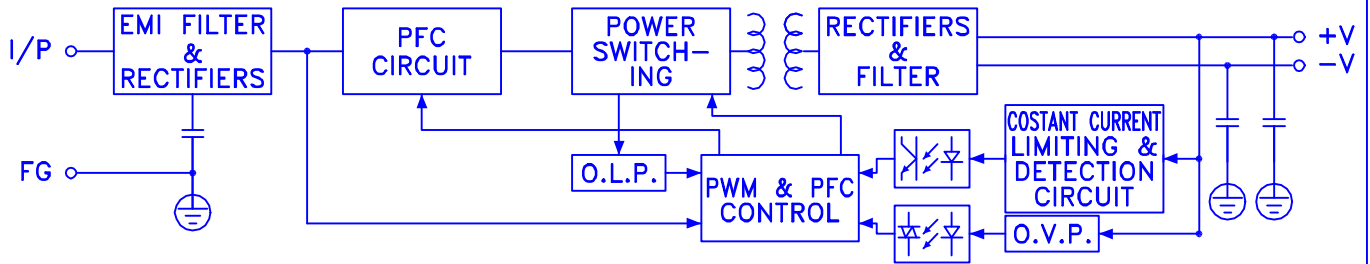 I/P
EMI FILTER
&
RECTIFIERS
PFC
CIRCUIT
POWER
SWITCH-
ING
RECTIFIERS
&
FILTER
+V
-V
FG
O.L.P.
PWM & PFC
CONTROL
COSTANT CURRENT
LIMITING &
DETECTION
CIRCUIT
O.V.P.